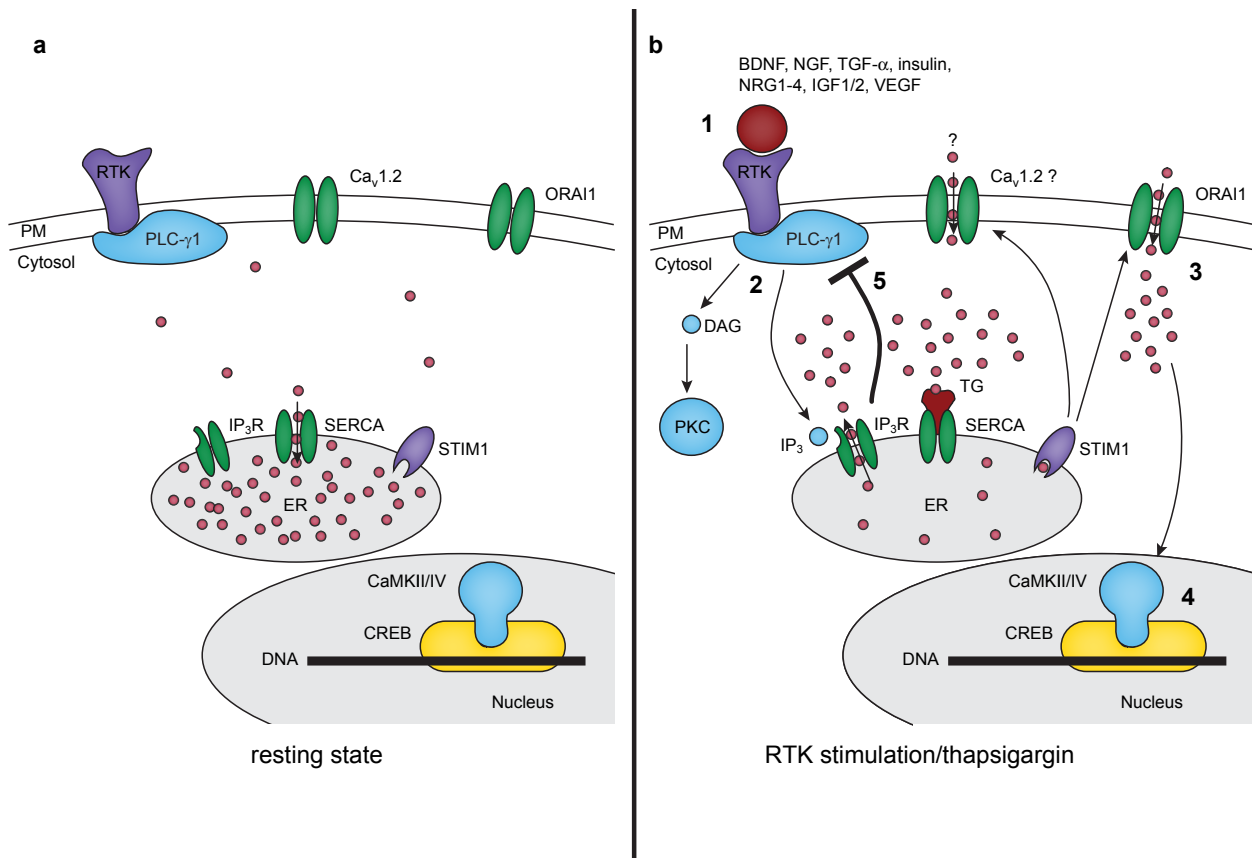 a
RTK
Cav1.2
ORAI1
PM
PLC-γ1
Cytosol
IP3R
SERCA
STIM1
ER
CaMKII/IV
CREB
DNA
Nucleus
resting state
b
BDNF, NGF, TGF-α, insulin,
NRG1-4, IGF1/2, VEGF
1
RTK
?
Cav1.2 ?
ORAI1
PM
PLC-γ1
Cytosol
2
5
3
DAG
TG
PKC
IP3
IP3R
SERCA
STIM1
ER
CaMKII/IV
4
CREB
DNA
Nucleus
RTK stimulation/thapsigargin